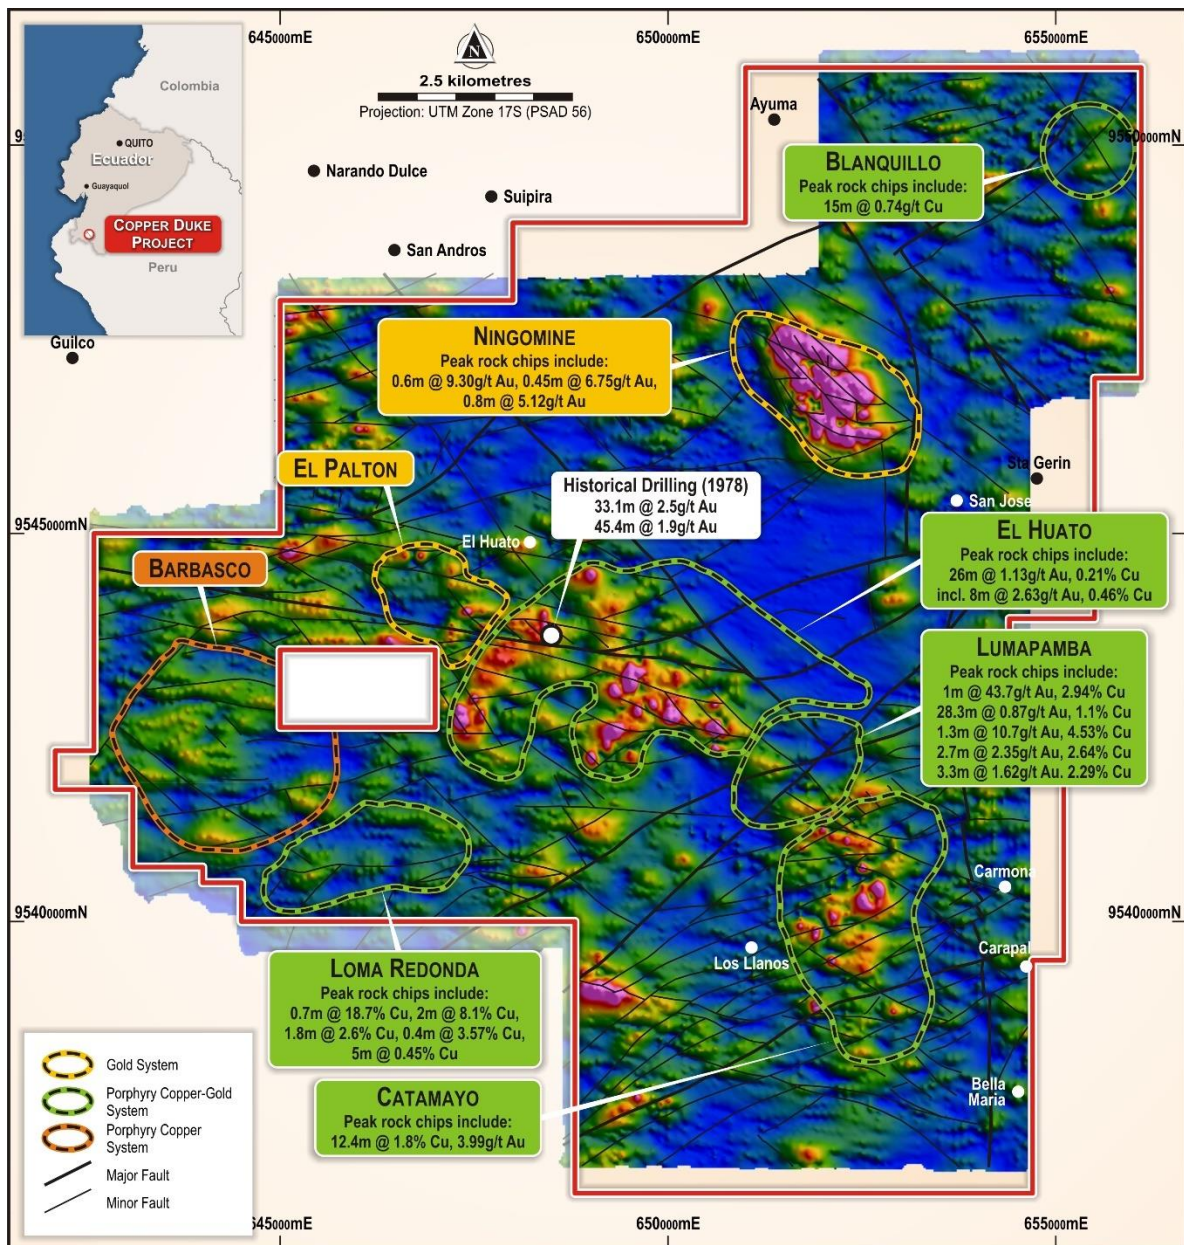 645000mE
650000mE
655000mE
N
2.5 kilometres
Projection: UTM Zone 17S (PSAD 56)
Colombia
QUITO
Ecuador
Guayaquol
COPPER DUKE
PROJECT
Peru
Ayuma
Narando Dulce
Suipira
San Andros
Guilco
9550000mN
BLANQUILLO
Peak rock chips include:
15m @ 0.74g/t Cu
NINGOMINE
Peak rock chips include:
0.6m @ 9.30g/t Au, 0.45m @ 6.75g/t Au,
0.8m @ 5.12g/t Au
EL PALTON
Historical Drilling (1978)
33.1m @ 2.5g/t Au
45.4m @ 1.9g/t Au
Sta Gerin
San Jose
9545000mN
El Huato
EL HUATO
Peak rock chips include:
26m @ 1.13g/t Au, 0.21% Cu
incl. 8m @ 2.63g/t Au, 0.46% Cu
BARBASCO
LUMAPAMBA
Peak rock chips include:
1m @ 43.7g/t Au, 2.94% Cu
28.3m @ 0.87g/t Au, 1.1% Cu
1.3m @ 10.7g/t Au, 4.53% Cu
2.7m @ 2.35g/t Au, 2.64% Cu
3.3m @ 1.62g/t Au. 2.29% Cu
Carmona
9540000mN
9540000mN
Carapal
Los Llanos
LOMA REDONDA
Peak rock chips include:
0.7m @ 18.7% Cu, 2m @ 8.1% Cu,
1.8m @ 2.6% Cu, 0.4m @ 3.57% Cu,
5m @ 0.45% Cu
CATAMAYO
Peak rock chips include:
12.4m @ 1.8% Cu, 3.99g/t Au
Bella
Maria
Gold System
Porphyry Copper-Gold
System
Porphyry Copper
System
Major Fault
Minor Fault
645000mE
650000mE
655000mE